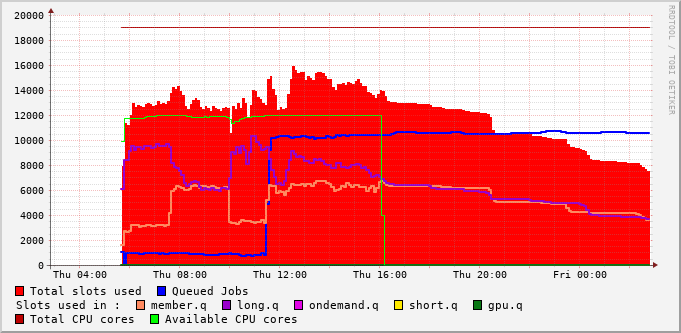 20000
18000
16000
14000
12000
10000
8000
6000
4000
2000
0
Thu 04:00 Thu 08:00 Thu 12:00 Thu 16:00 Thu 20:00 Fri 00:00
RRDTOOL / TOBI OETIKER
Total slots used Queued Jobs
Slots used in : member.q long.q ondemand.q short.q gpu.q
Total CPU cores Available CPU cores